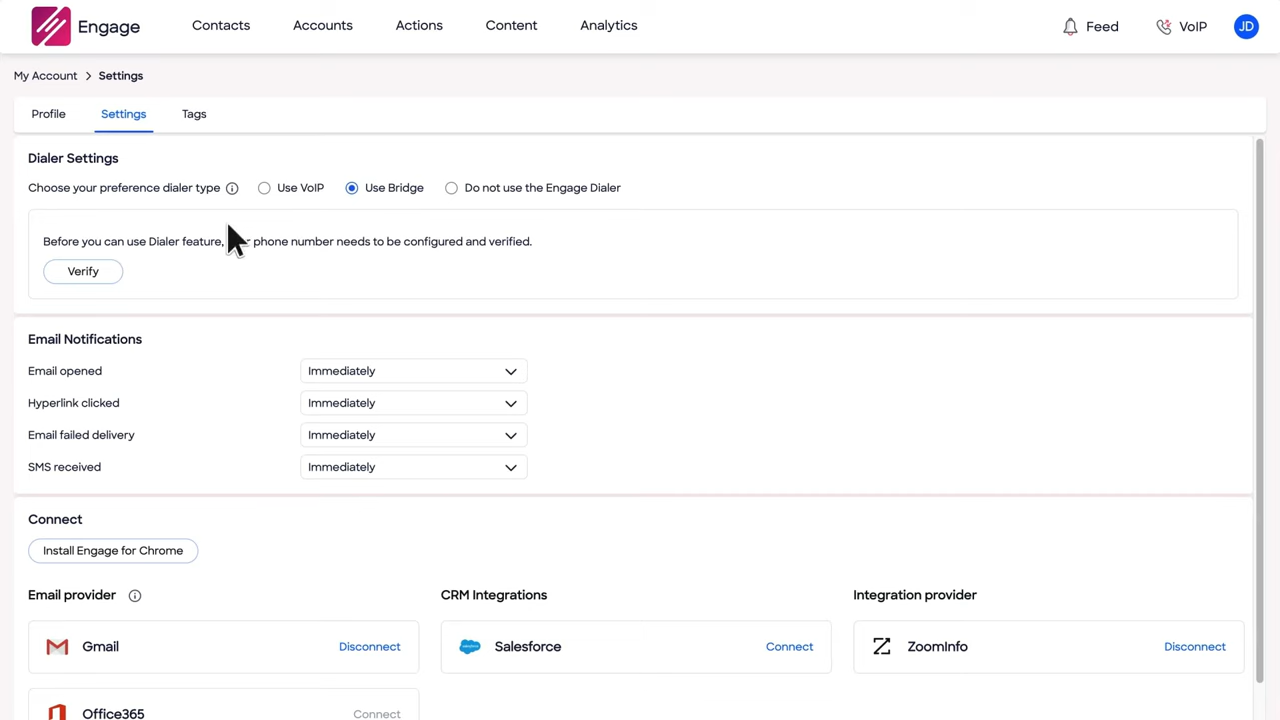 Engage Contacts Accounts Actions Content Analytics Feed VoIP JD
My Account > Settings
Profile Settings Tags
Dialer Settings
Choose your preference dialer type Use VoIP Use Bridge Do not use the Engage Dialer
Before you can use Dialer feature, phone number needs to be configured and verified.
Verify
Email Notifications
Email opened Immediately
Hyperlink clicked Immediately
Email failed delivery Immediately
SMS received Immediately
Connect
Install Engage for Chrome
Email provider CRM Integrations Integration provider
Gmail Disconnect Salesforce Connect ZoomInfo Disconnect
Office365 Connect